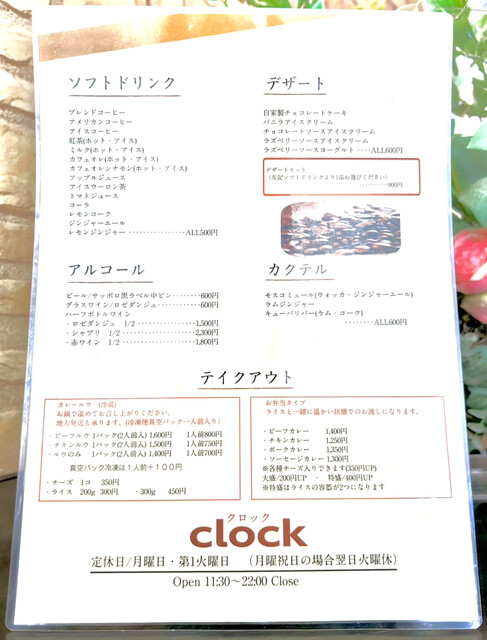 ソフトドリンク
ブレンドコーヒー
アメリカンコーヒー
アイスコーヒー
紅茶(ホット・アイス)
ミルク(ホット・アイス)
カフェオレ(ホット・アイス)
カフェオレシナモン(ホット・アイス)
アップルジュース
アイスウーロン茶
トマトジュース
コーラ
レモンコーク
ジンジャーエール
レモンジンジャー ‥‥‥‥‥‥‥‥ALL500円
デザート
自家製チョコレートケーキ
バニラアイスクリーム
チョコレートソースアイスクリーム
ラズベリーソースアイスクリーム
ラズベリーソースヨーグルト ‥‥ALL600円
デザートセット
(左記ソフトドリンクより1品お選びください)
‥‥‥‥‥900円
アルコール
ビール/サッポロ黒ラベル中ビン‥‥‥‥600円
グラスワイン/ロゼダンジュ ‥‥‥‥‥600円
ハーフボトルワイン
・ロゼダンジュ 1/2 ‥‥‥‥‥‥‥‥1,500円
・シャブリ 1/2 ‥‥‥‥‥‥‥‥‥2,300円
・赤ワイン 1/2 ‥‥‥‥‥‥‥‥‥1,800円
カクテル
モスコミュール(ウォッカ・ジンジャーエール)
ラムジンジャー
キューバリバー(ラム・コーク)
‥‥‥‥‥ALL600円
テイクアウト
カレールウ (冷蔵)
お鍋で温めてお召し上がりください。
地方発送も承ります。(冷凍便真空パック一人前入り)
・ビーフルウ 1パック(2人前入) 1,600円 1人前800円
・チキンルウ 1パック(2人前入) 1,500円 1人前750円
・ルウのみ 1パック(2人前入) 1,400円 1人前700円
真空パック冷凍は1人前+100円
・チーズ 1コ 350円
・ライス 200g 300円 ・300g 450円
お弁当タイプ
ライスと一緒に温かい状態でのお渡しになります。
・ビーフカレー 1,400円
・チキンカレー 1,250円
・ポークカレー 1,350円
・ソーセージカレー 1,300円
※各種チーズ入りできます(350円UP)
大盛/200円UP ・ 特盛/400円UP
※特盛はライスの容器が2つになります
クロック
clock
定休日/月曜日・第1火曜日 (月曜祝日の場合翌日火曜休)
Open 11:30〜22:00 Close